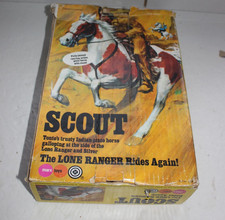 SCOUT
Tonto's trusty Indian pinto horse
galloping at the side of the
Lone Ranger and Silver
The LONE RANGER Rides Again!